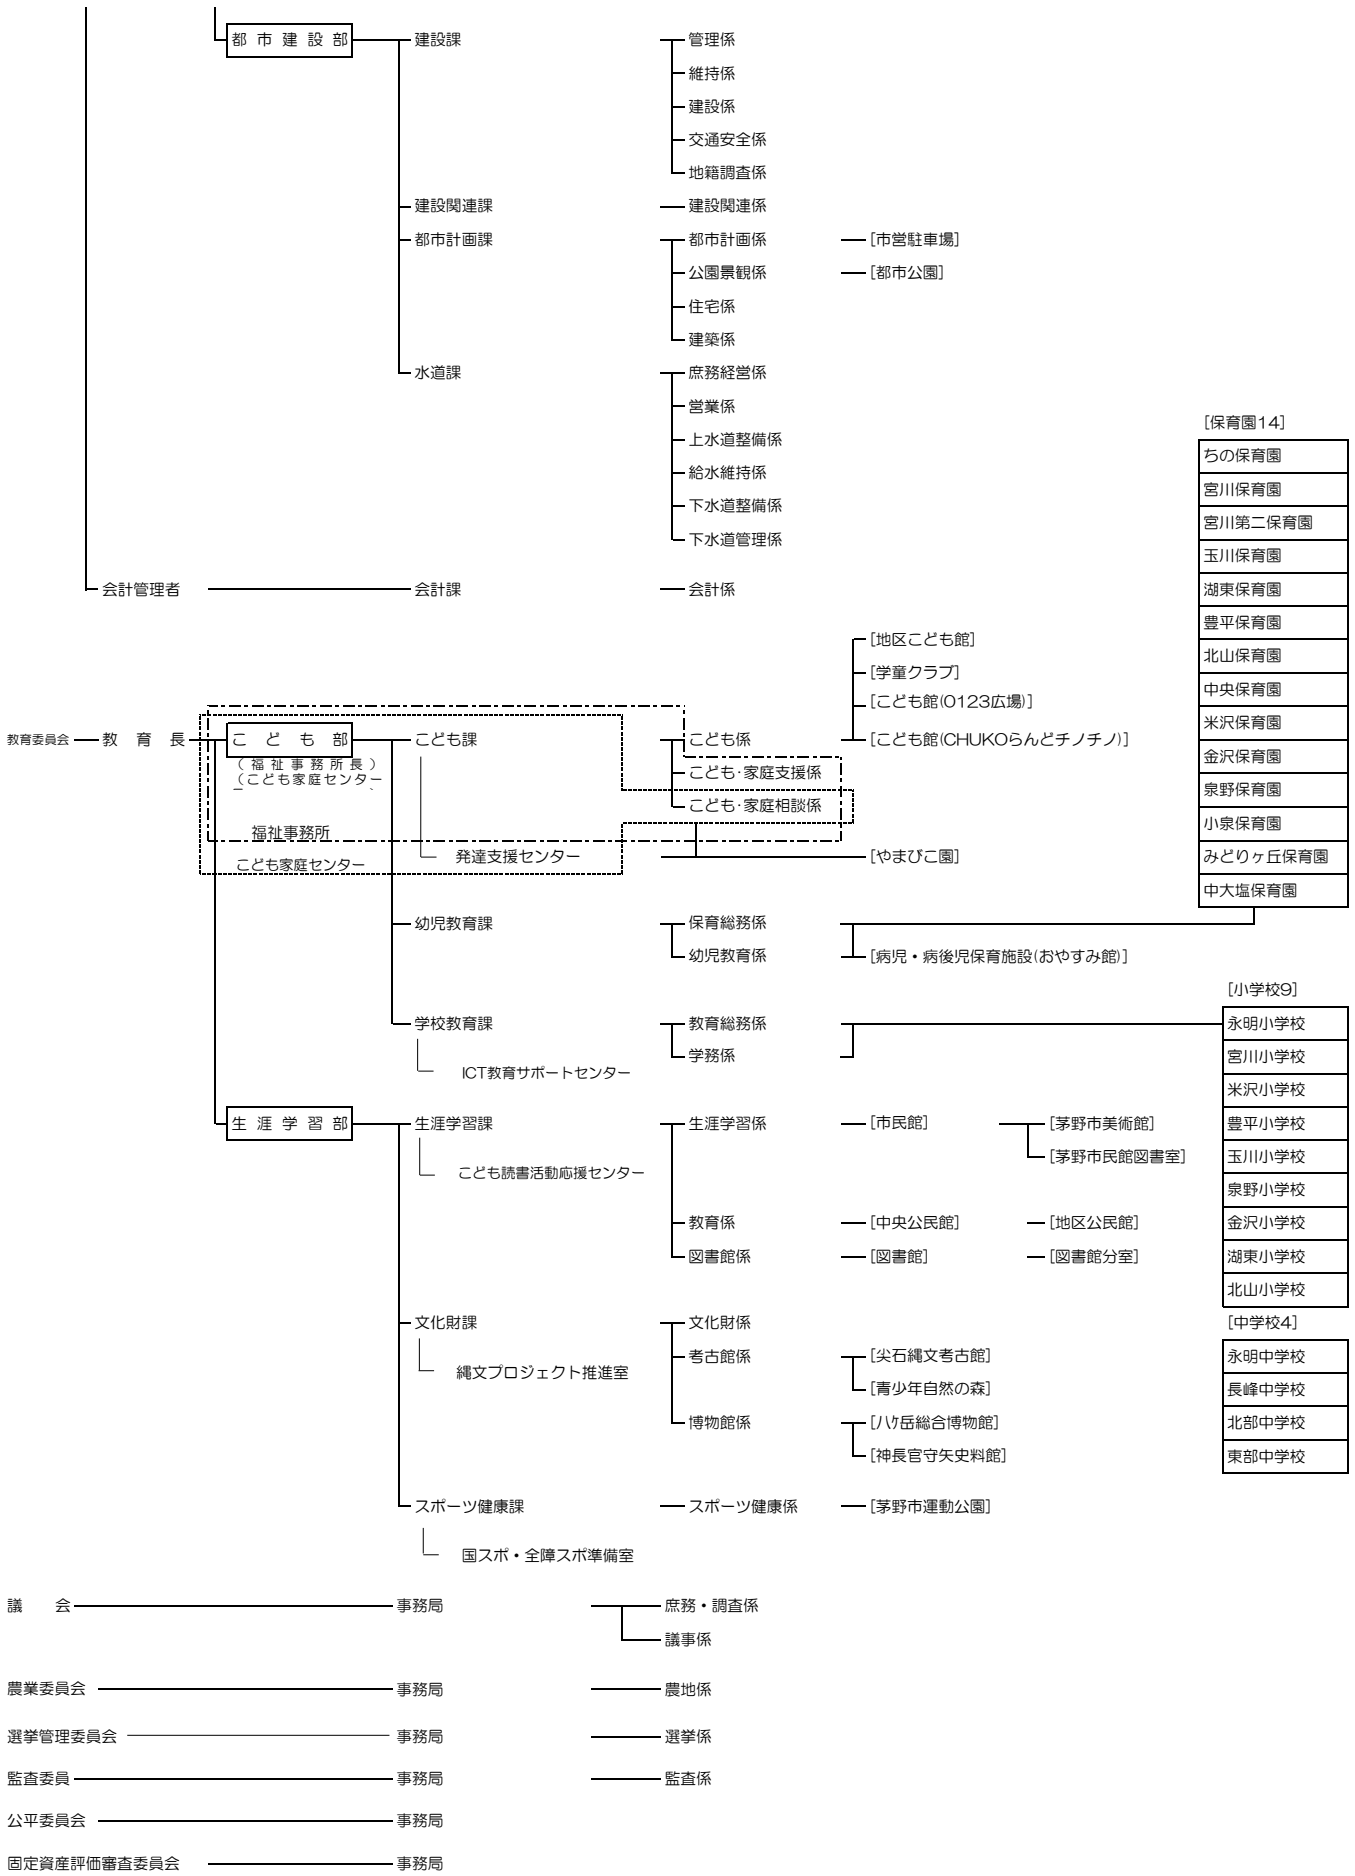 都市建設部 建設課 管理係
維持係
建設係
交通安全係
地籍調査係
建設関連課 建設関連係
都市計画課 都市計画係 [市営駐車場]
公園景観係 [都市公園]
住宅係
建築係
水道課 庶務経営係
営業係
[保育園14]
上水道整備係
ちの保育園
給水維持係
宮川保育園
下水道整備係
宮川第二保育園
下水道管理係
玉川保育園
会計管理者 会計課 会計係
湖東保育園
豊平保育園
[地区こども館]
北山保育園
[学童クラブ]
中央保育園
[こども館(0123広場)]
米沢保育園
教育委員会 教育長 こども部 こども課 こども係 [こども館(CHUKOらんどチノチノ)]
金沢保育園
(福祉事務所長)
(こども家庭センター
こども・家庭支援係
泉野保育園
こども・家庭相談係
小泉保育園
福祉事務所
こども家庭センター
発達支援センター [やまびこ園]
みどりヶ丘保育園
中大塩保育園
幼児教育課 保育総務係
幼児教育係 [病児・病後児保育施設(おやすみ館)]
[小学校9]
学校教育課 教育総務係
永明小学校
学務係
宮川小学校
ICT教育サポートセンター
米沢小学校
生涯学習部 生涯学習課 生涯学習係 [市民館] [茅野市美術館]
豊平小学校
[茅野市民館図書室]
玉川小学校
こども読書活動応援センター
泉野小学校
教育係 [中央公民館] [地区公民館]
金沢小学校
図書館係 [図書館] [図書館分室]
湖東小学校
北山小学校
文化財課 文化財係
[中学校4]
考古館係 [尖石縄文考古館]
永明中学校
縄文プロジェクト推進室
[青少年自然の森]
長峰中学校
博物館係 [八ケ岳総合博物館]
北部中学校
[神長官守矢史料館]
東部中学校
スポーツ健康課 スポーツ健康係 [茅野市運動公園]
国スポ・全障スポ準備室
議会 事務局 庶務・調査係
議事係
農業委員会 事務局 農地係
選挙管理委員会 事務局 選挙係
監査委員 事務局 監査係
公平委員会 事務局
固定資産評価審査委員会 事務局